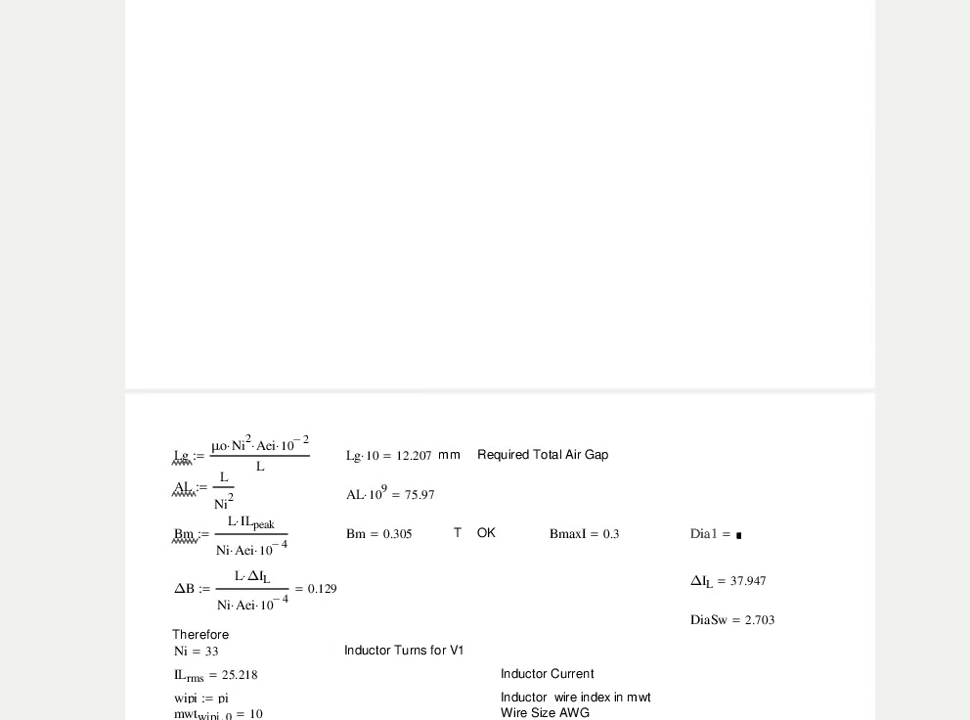 Lg := μo·Ni²·Aei·10⁻² / L    Lg·10 = 12.207 mm    Required Total Air Gap
AL := L / Ni²    AL·10⁹ = 75.97
Bm := L·IL_peak / Ni·Aei·10⁻⁴    Bm = 0.305    T    OK    BmaxI = 0.3    Dia1 = ▪
ΔB := L·ΔI_L / Ni·Aei·10⁻⁴ = 0.129    ΔI_L = 37.947
DiaSw = 2.703
Therefore
Ni = 33    Inductor Turns for V1
IL_rms = 25.218    Inductor Current
wipi := pi    Inductor wire index in mwt
mwt_wipi, 0 = 10    Wire Size AWG